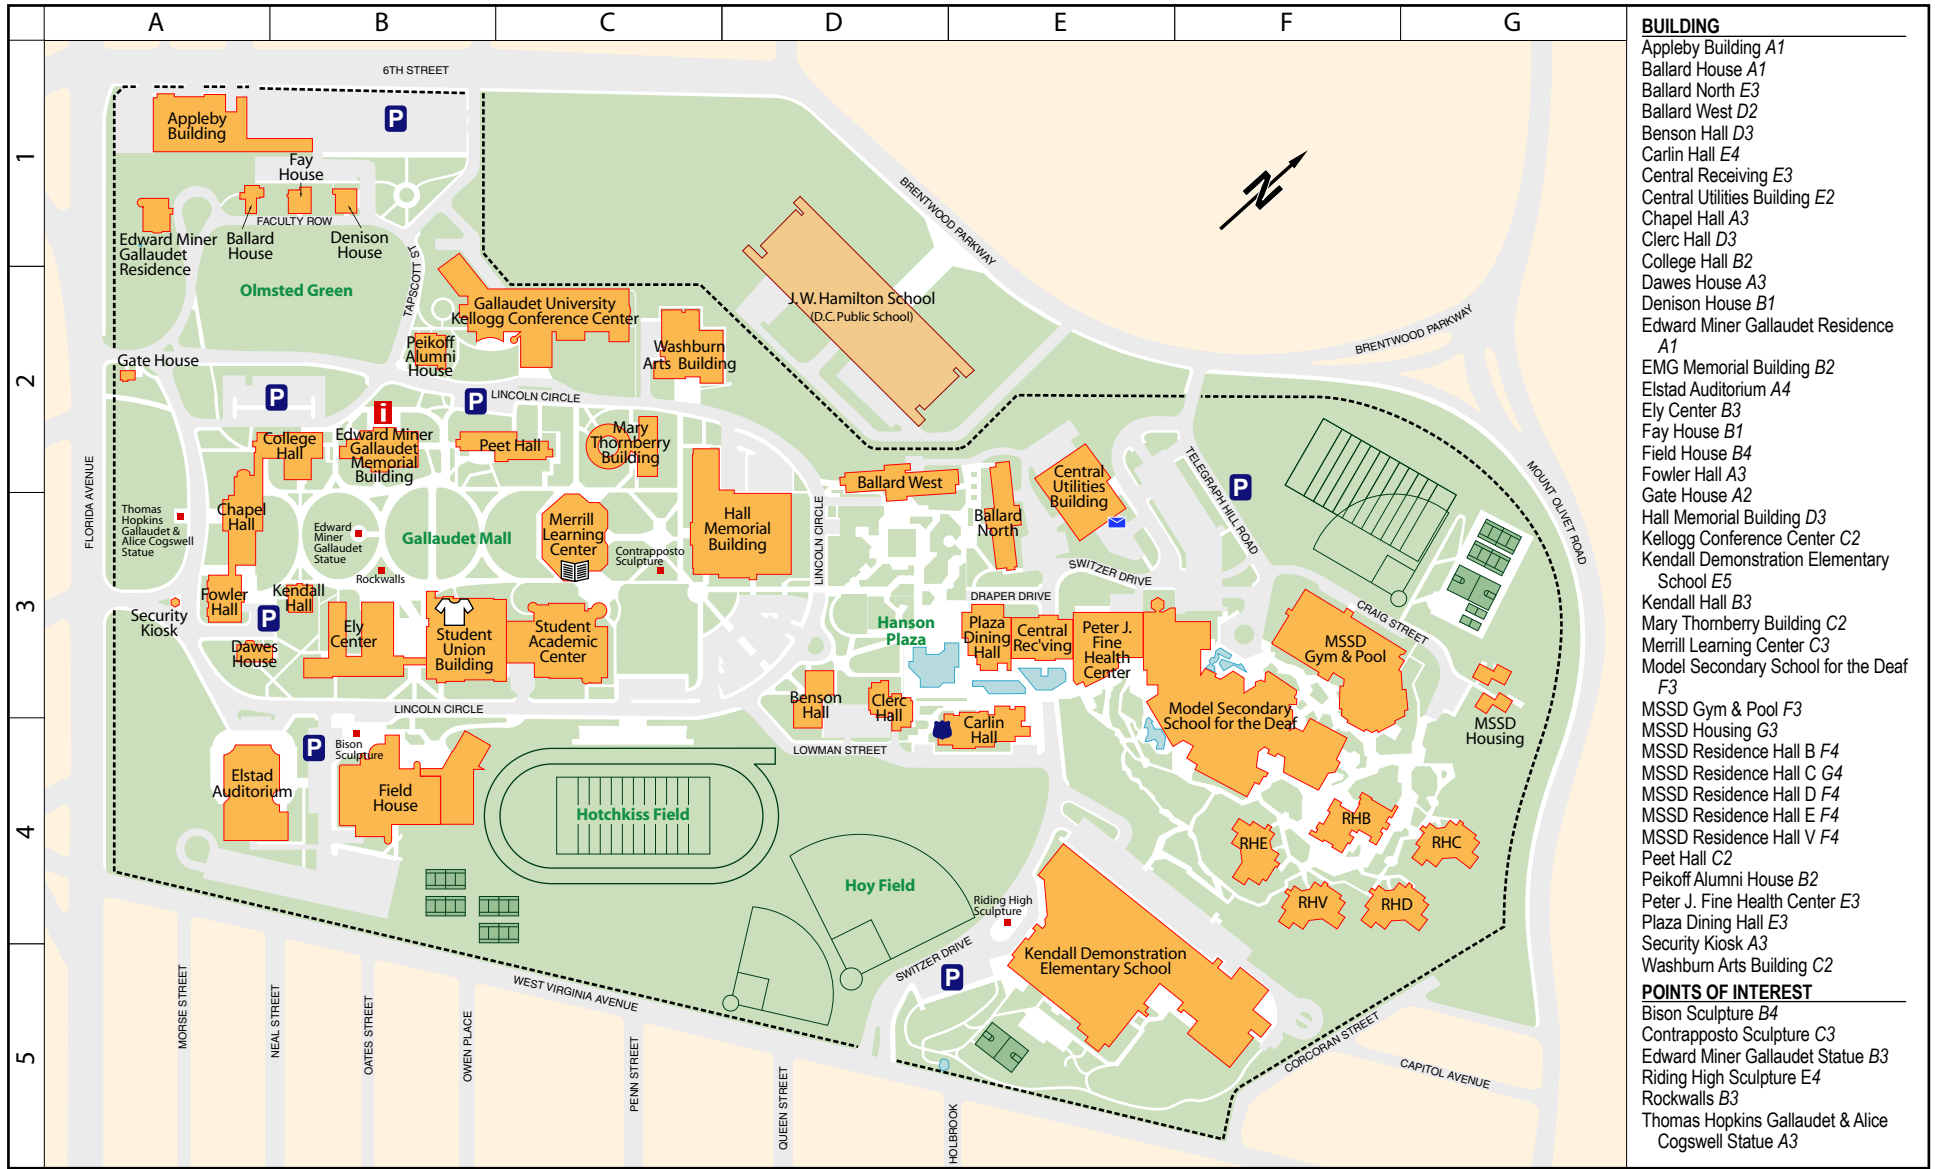 A B C D E F G
1
2
3
4
5
6TH STREET
Appleby
Building
P
Fay
House
FACULTY ROW
Edward Miner
Gallaudet
Residence
Ballard
House
Denison
House
TAPSCOTT ST
Olmsted Green
BRENTWOOD PARKWAY
N
Gallaudet University
Kellogg Conference Center
J.W. Hamilton School
(D.C. Public School)
BRENTWOOD PARKWAY
Gate House
Peikoff
Alumni
House
Washburn
Arts Building
P
i
P
LINCOLN CIRCLE
College
Hall
Edward Miner
Gallaudet
Memorial
Building
Peet Hall
Mary
Thornberry
Building
FLORIDA AVENUE
Ballard West
Central
Utilities
Building
TELEGRAPH HILL ROAD
P
MOUNT OLIVET ROAD
Thomas
Hopkins
Gallaudet &
Alice Cogswell
Statue
Chapel
Hall
Edward
Miner
Gallaudet
Statue
Gallaudet Mall
Merrill
Learning
Center
Contrapposto
Sculpture
Hall
Memorial
Building
LINCOLN CIRCLE
Ballard
North
Rockwalls
SWITZER DRIVE
Security
Kiosk
Fowler
Hall
Kendall
Hall
P
Dawes
House
Ely
Center
Student
Union
Building
Student
Academic
Center
Hanson
Plaza
DRAPER DRIVE
Plaza
Dining
Hall
Central
Rec'ving
Peter J.
Fine
Health
Center
CRAIG STREET
MSSD
Gym & Pool
LINCOLN CIRCLE
Benson
Hall
Clerc
Hall
Carlin
Hall
Model Secondary
School for the Deaf
MSSD
Housing
LOWMAN STREET
P
Bison
Sculpture
Elstad
Auditorium
Field
House
Hotchkiss Field
Hoy Field
RHE
RHB
RHC
RHV
RHD
Riding High
Sculpture
SWITZER DRIVE
P
Kendall Demonstration
Elementary School
WEST VIRGINIA AVENUE
MORSE STREET
NEAL STREET
OATES STREET
OWEN PLACE
PENN STREET
QUEEN STREET
HOLBROOK
CORCORAN STREET
CAPITOL AVENUE
BUILDING
Appleby Building A1
Ballard House A1
Ballard North E3
Ballard West D2
Benson Hall D3
Carlin Hall E4
Central Receiving E3
Central Utilities Building E2
Chapel Hall A3
Clerc Hall D3
College Hall B2
Dawes House A3
Denison House B1
Edward Miner Gallaudet Residence
A1
EMG Memorial Building B2
Elstad Auditorium A4
Ely Center B3
Fay House B1
Field House B4
Fowler Hall A3
Gate House A2
Hall Memorial Building D3
Kellogg Conference Center C2
Kendall Demonstration Elementary
School E5
Kendall Hall B3
Mary Thornberry Building C2
Merrill Learning Center C3
Model Secondary School for the Deaf
F3
MSSD Gym & Pool F3
MSSD Housing G3
MSSD Residence Hall B F4
MSSD Residence Hall C G4
MSSD Residence Hall D F4
MSSD Residence Hall E F4
MSSD Residence Hall V F4
Peet Hall C2
Peikoff Alumni House B2
Peter J. Fine Health Center E3
Plaza Dining Hall E3
Security Kiosk A3
Washburn Arts Building C2
POINTS OF INTEREST
Bison Sculpture B4
Contrapposto Sculpture C3
Edward Miner Gallaudet Statue B3
Riding High Sculpture E4
Rockwalls B3
Thomas Hopkins Gallaudet & Alice
Cogswell Statue A3